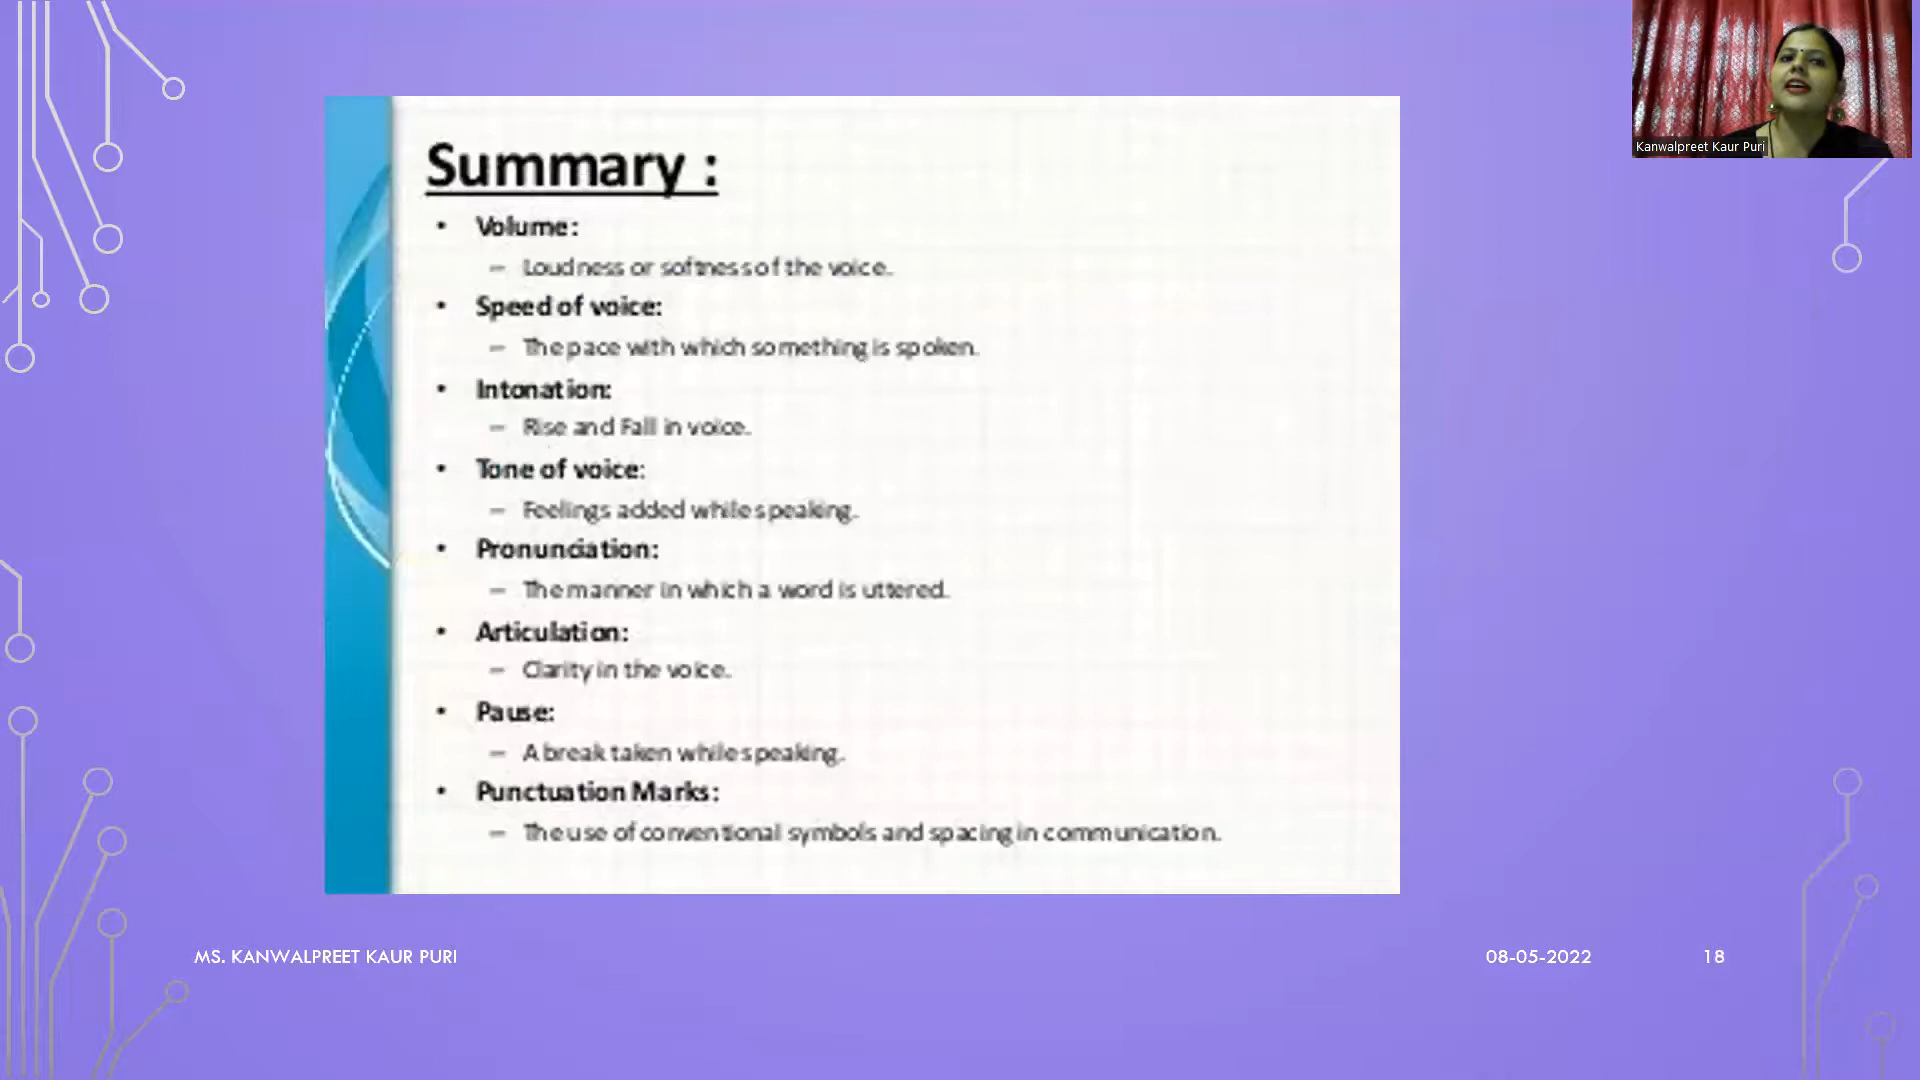 Kanwalpreet Kaur Puri
Summary :
• Volume:
– Loudness or softness of the voice.
• Speed of voice:
– The pace with which something is spoken.
• Intonation:
– Rise and Fall in voice.
• Tone of voice:
– Feelings added while speaking.
• Pronunciation:
– The manner in which a word is uttered.
• Articulation:
– Clarity in the voice.
• Pause:
– A break taken while speaking.
• Punctuation Marks:
– The use of conventional symbols and spacing in communication.
MS. KANWALPREET KAUR PURI
08-05-2022
18